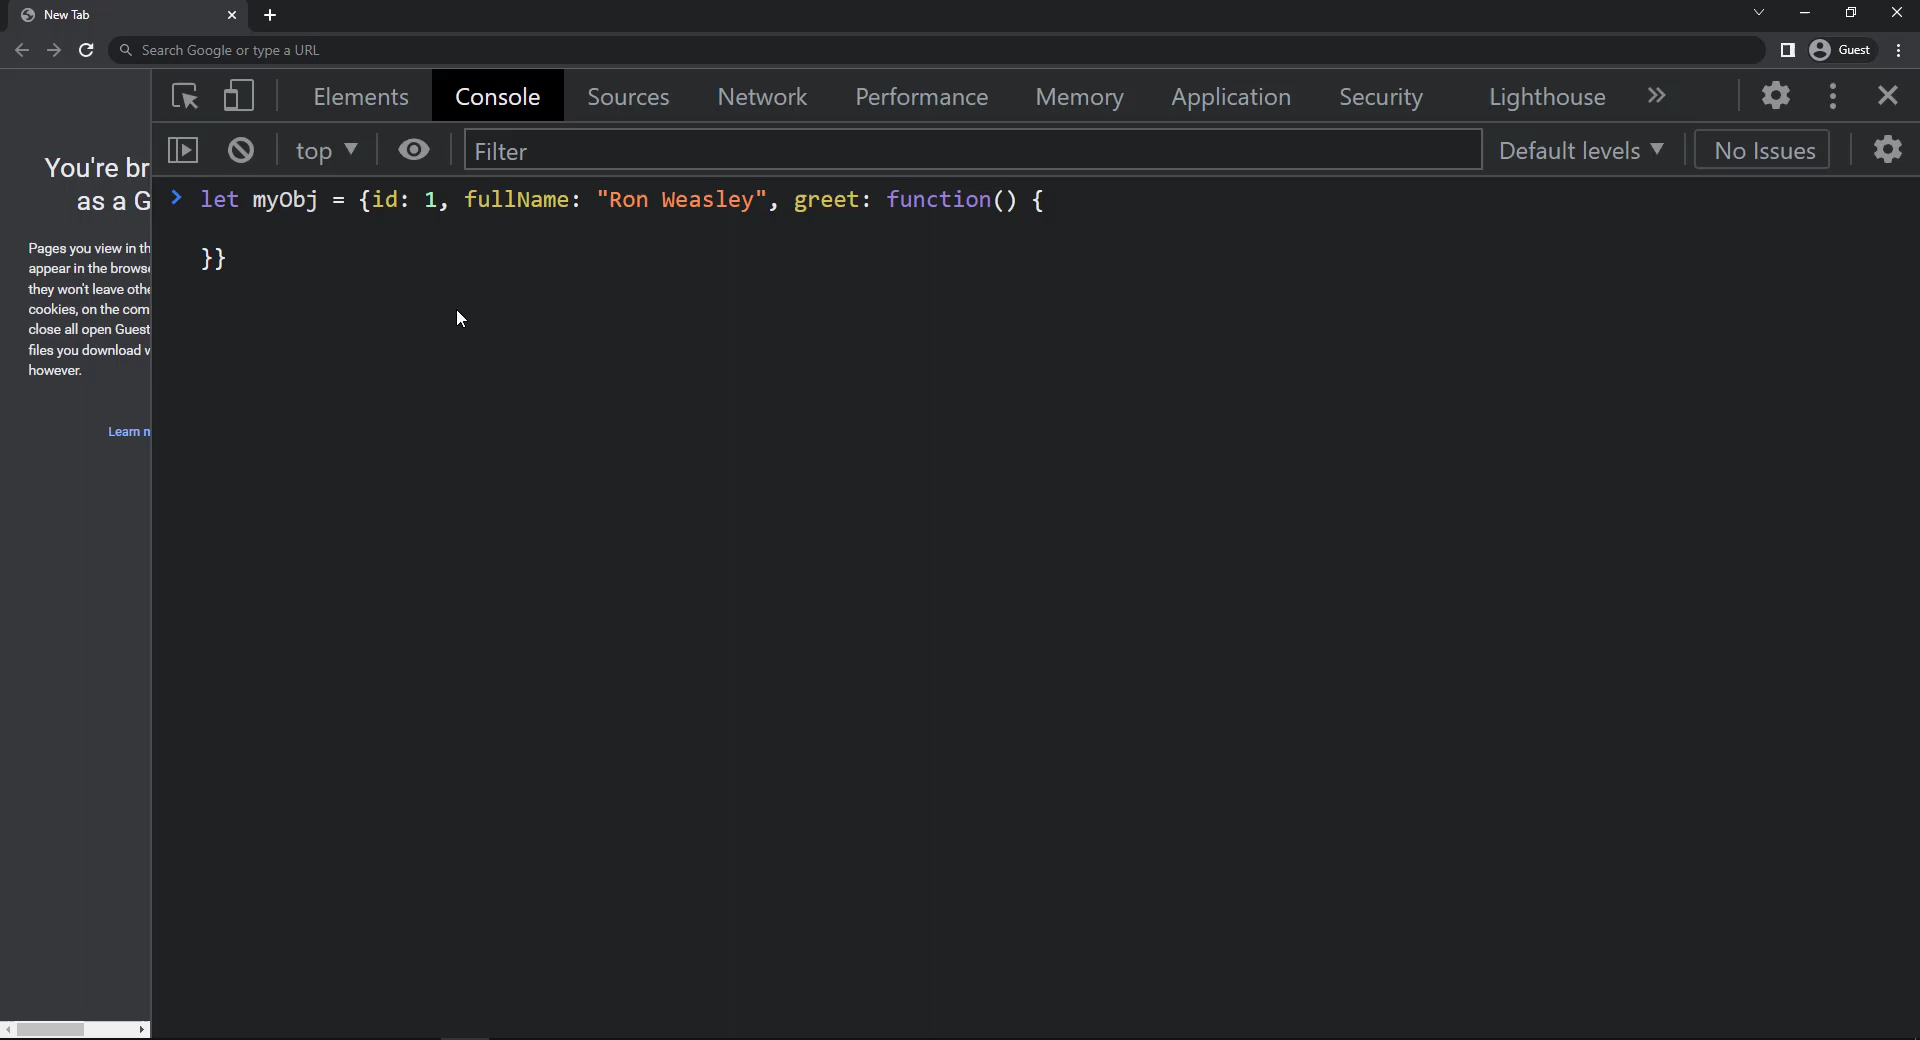 New Tab
Search Google or type a URL
Guest
Elements Console Sources Network Performance Memory Application Security Lighthouse
top Filter Default levels No Issues
You're br
as a G
Pages you view in th
appear in the browse
they won't leave othe
cookies, on the com
close all open Guest
files you download
however.
Learn
let myObj = {id: 1, fullName: "Ron Weasley", greet: function() {
}}